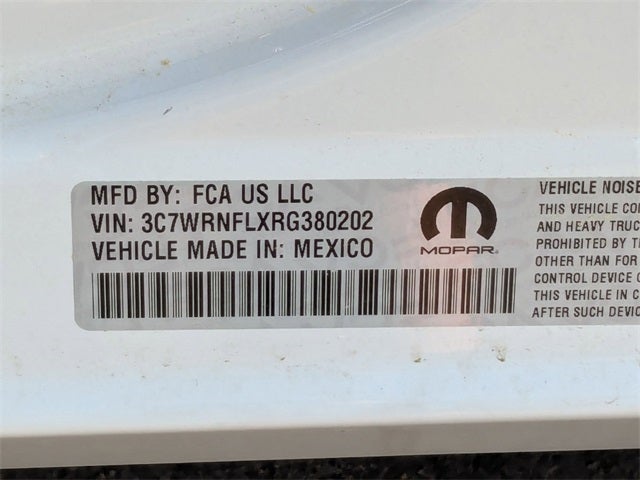 MFD BY: FCA US LLC
VIN: 3C7WRNFLXRG380202
VEHICLE MADE IN: MEXICO
MOPAR
VEHICLE NOISE
THIS VEHICLE CO
AND HEAVY TRUC
PROHIBITED BY T
OTHER THAN FOR
CONTROL DEVICE O
THIS VEHICLE IN C
AFTER SUCH DEVIC